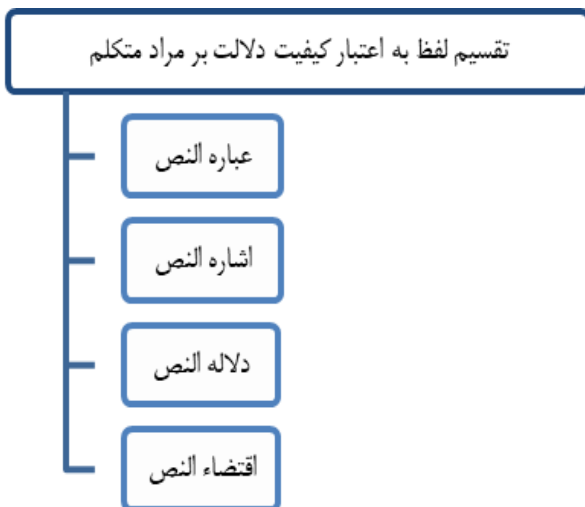 تقسیم لفظ به اعتبار کیفیت دلالت بر مراد متکلم
عباره النص
اشاره النص
دلاله النص
اقتضاء النص